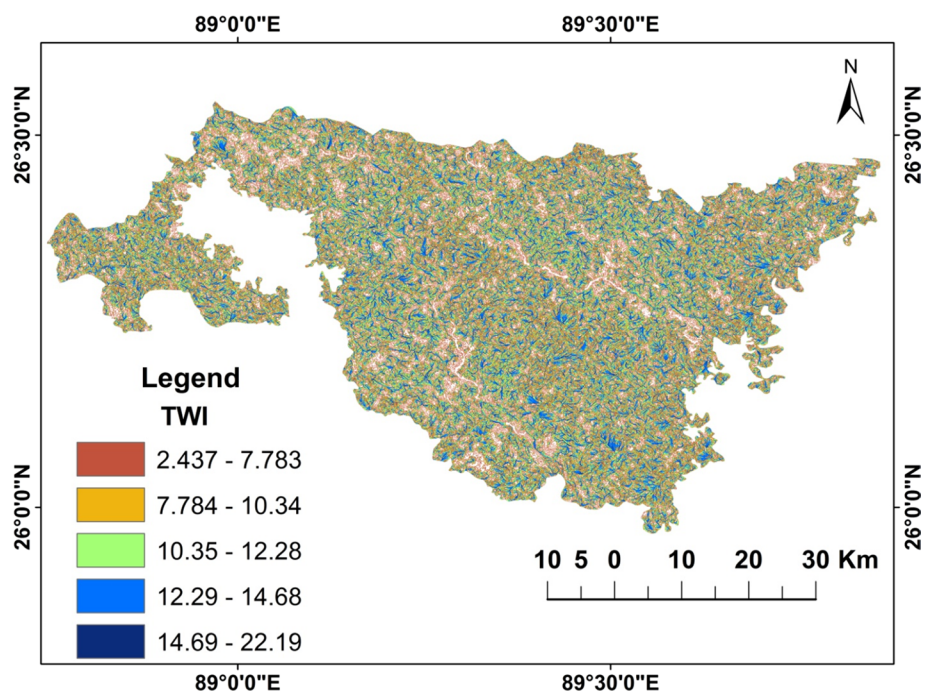 89°0'0"E 89°30'0"E
N
26°30'0"N 26°30'0"N
Legend
TWI
2.437 - 7.783
7.784 - 10.34
10.35 - 12.28
12.29 - 14.68
14.69 - 22.19
26°0'0"N 26°0'0"N
10 5 0 10 20 30 Km
89°0'0"E 89°30'0"E